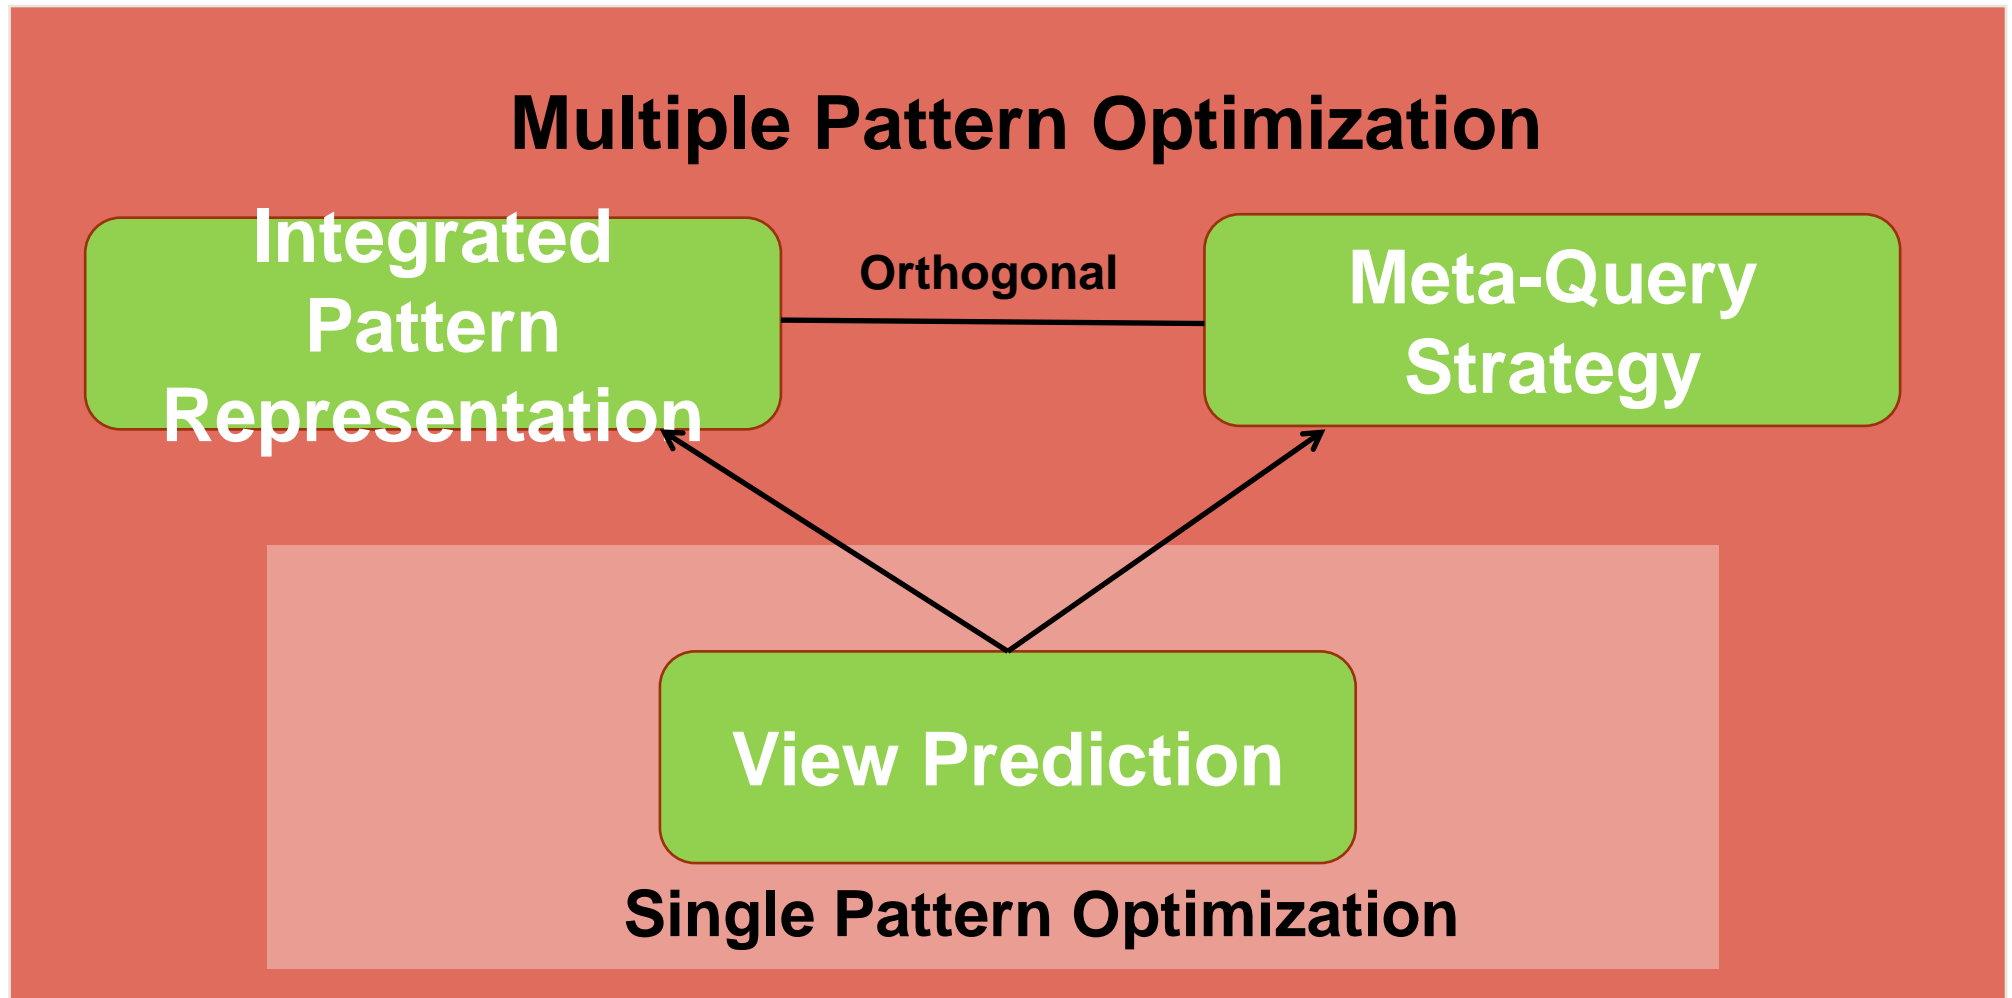 Multiple Pattern Optimization
Integrated
Pattern
Representation
Orthogonal
Meta-Query
Strategy
View Prediction
Single Pattern Optimization